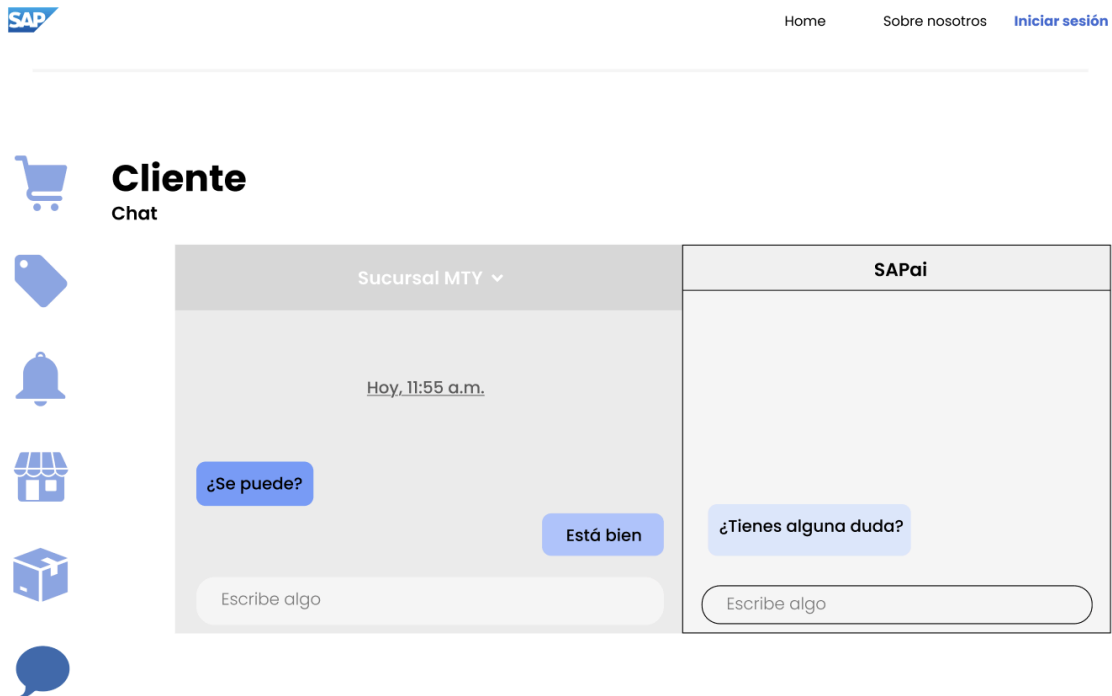 SAP
Home
Sobre nosotros
Iniciar sesión
Cliente
Chat
Sucursal MTY
Hoy, 11:55 a.m.
¿Se puede?
Está bien
Escribe algo
SAPai
¿Tienes alguna duda?
Escribe algo